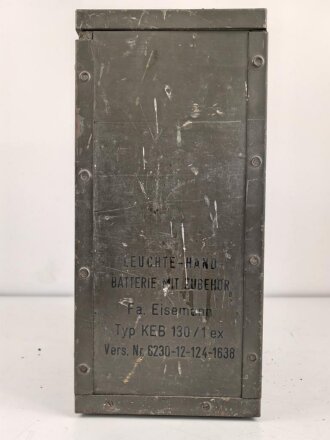 LEUCHTE-HAND
BATTERIE MIT ZUBEHÖR
Fa. Eisemann
Typ KEB 130/1 ex
Vers. Nr. 6230-12-124-1638